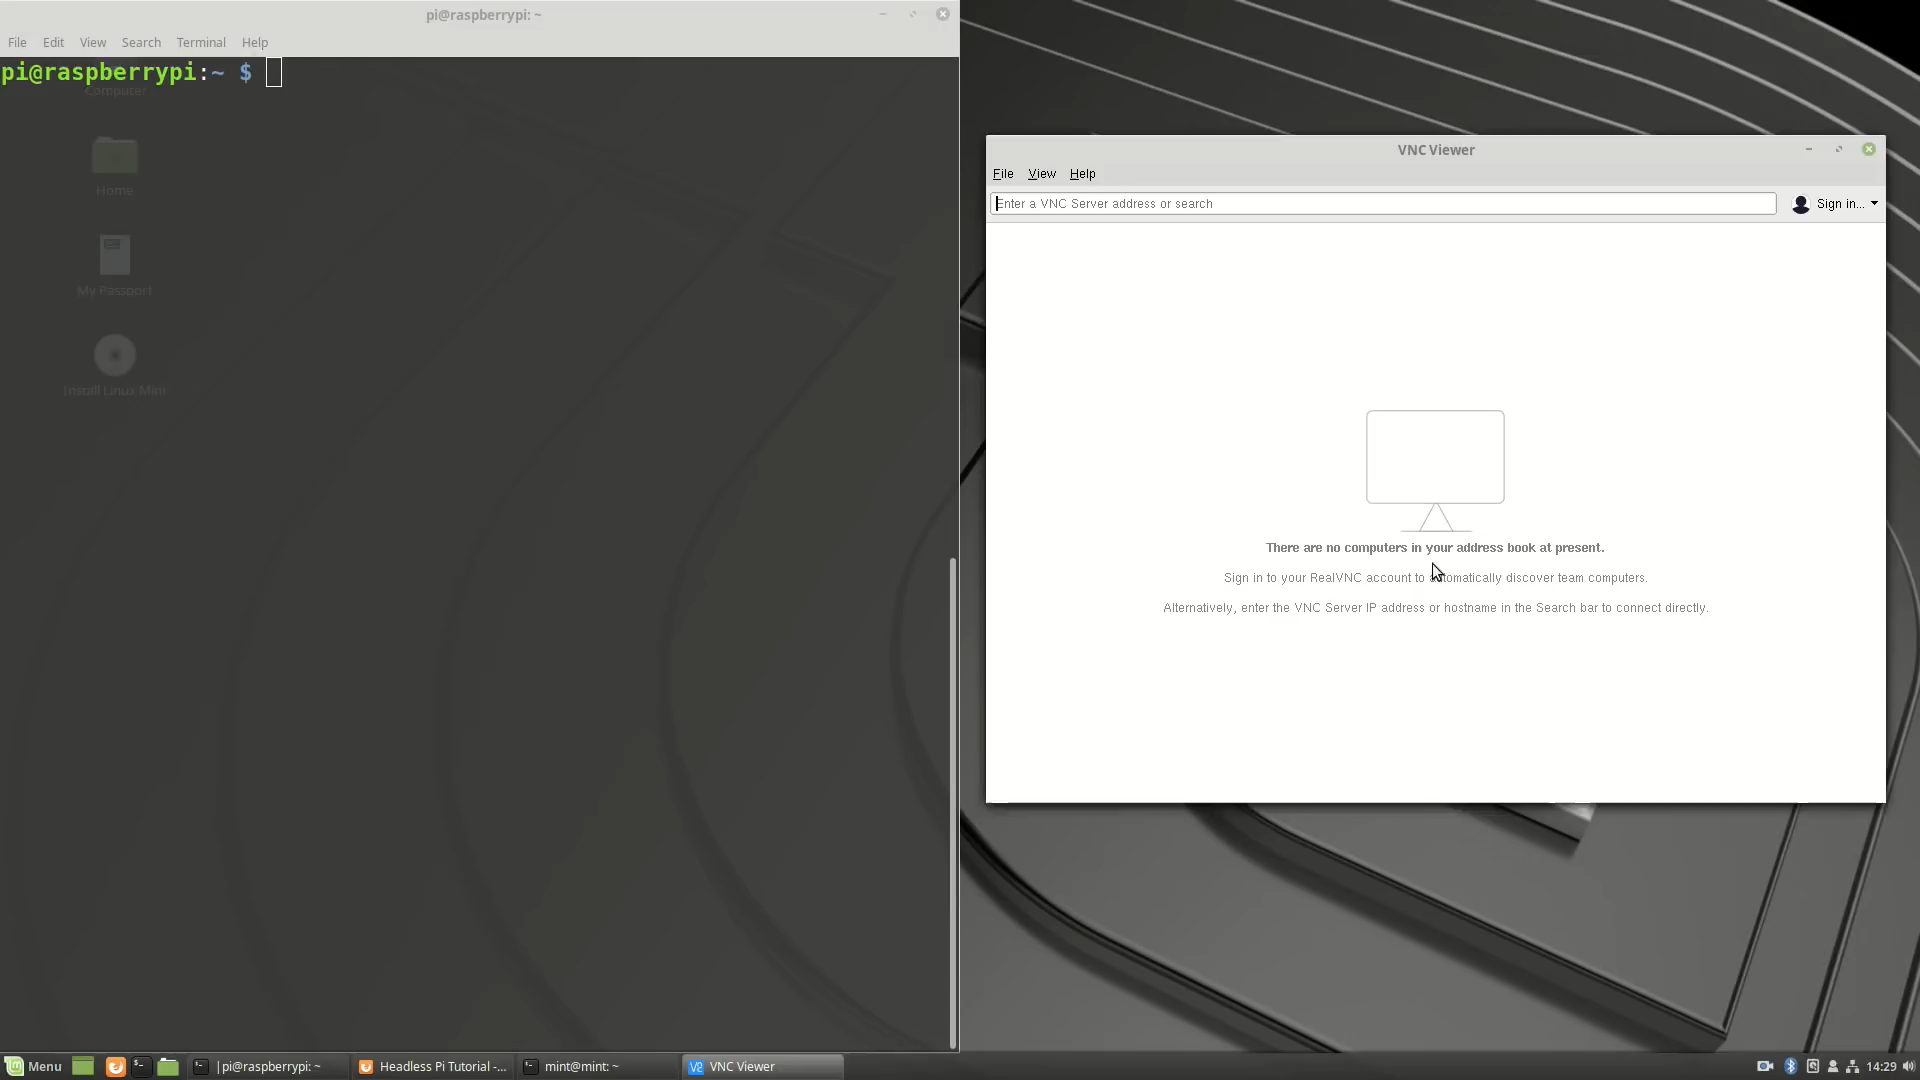 pi@raspberrypi: ~
File Edit View Search Terminal Help
pi@raspberrypi:~ $
Computer
Home
My Passport
Install Linux Mint
VNC Viewer
File View Help
Enter a VNC Server address or search
Sign in...
There are no computers in your address book at present.
Sign in to your RealVNC account to automatically discover team computers.
Alternatively, enter the VNC Server IP address or hostname in the Search bar to connect directly.
Menu
|pi@raspberrypi: ~
Headless Pi Tutorial -...
mint@mint: ~
VNC Viewer
14:29